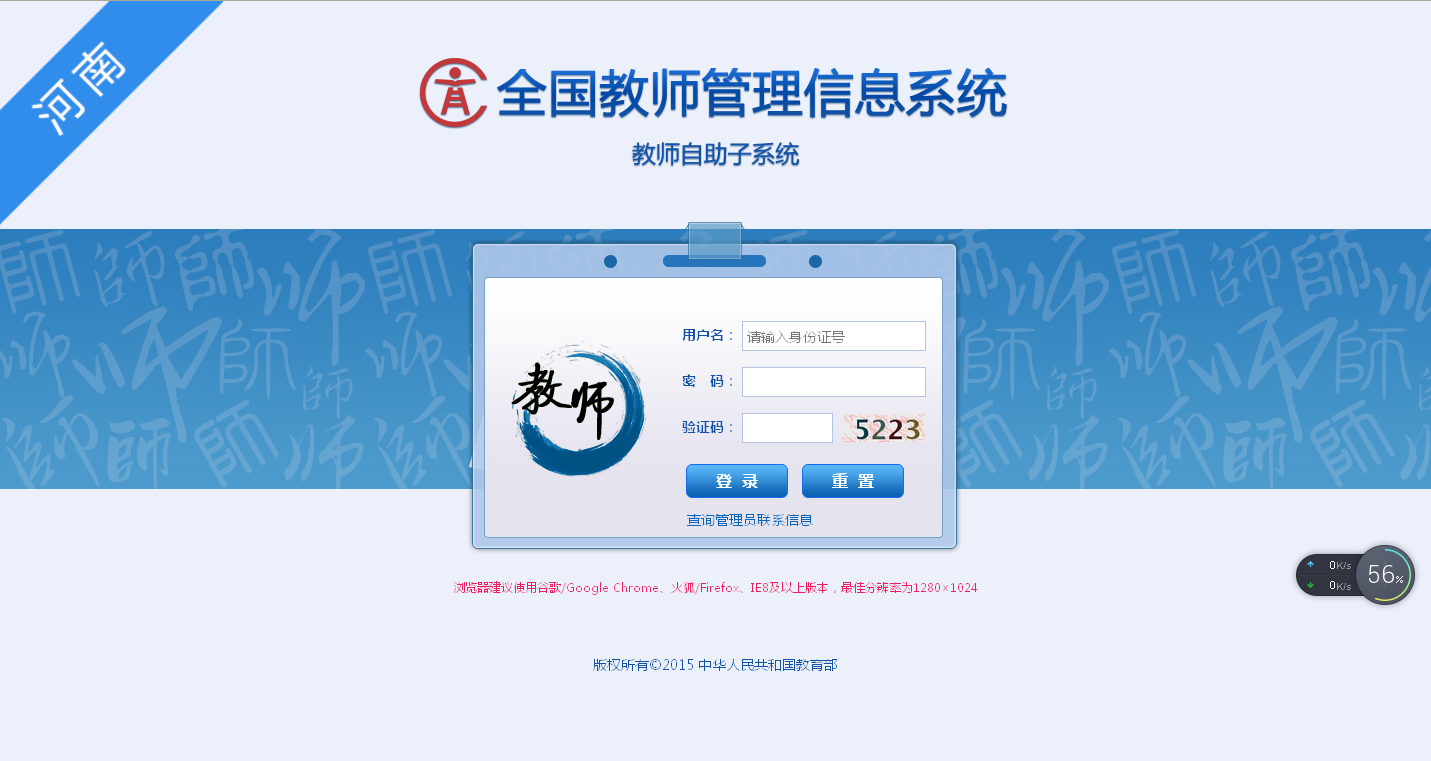 河南
全国教师管理信息系统
教师自助子系统
教师
用户名：请输入身份证号
密 码：
验证码：5223
登 录 重 置
查询管理员联系信息
浏览器建议使用谷歌/Google Chrome、火狐/Firefox、IE8及以上版本，最佳分辨率为1280×1024
0K/s
0K/s
56%
版权所有©2015 中华人民共和国教育部